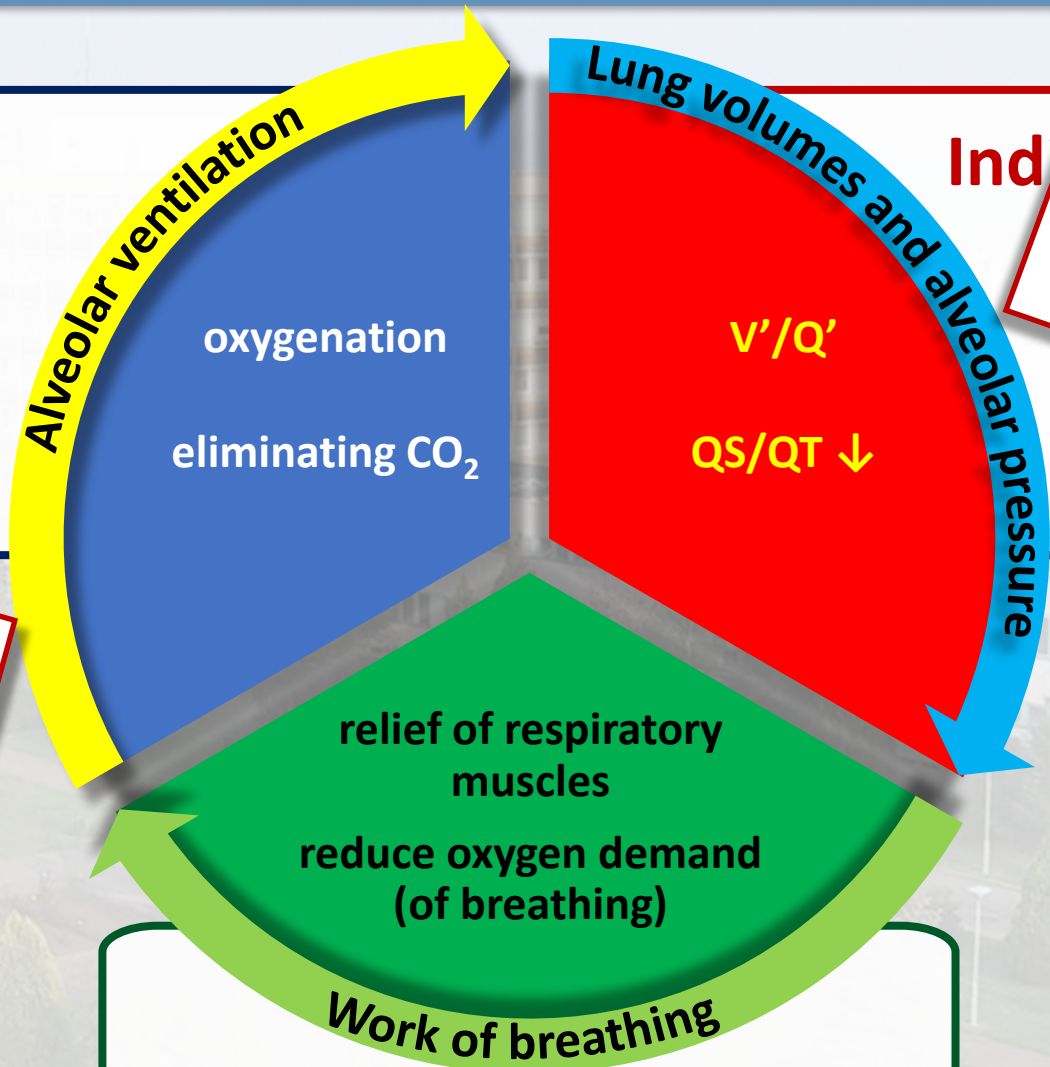 Alveolar ventilation
oxygenation
eliminating CO₂
Lung volumes and alveolar pressure
Ind
V’/Q’
QS/QT ↓
relief of respiratory
muscles
reduce oxygen demand
(of breathing)
Work of breathing